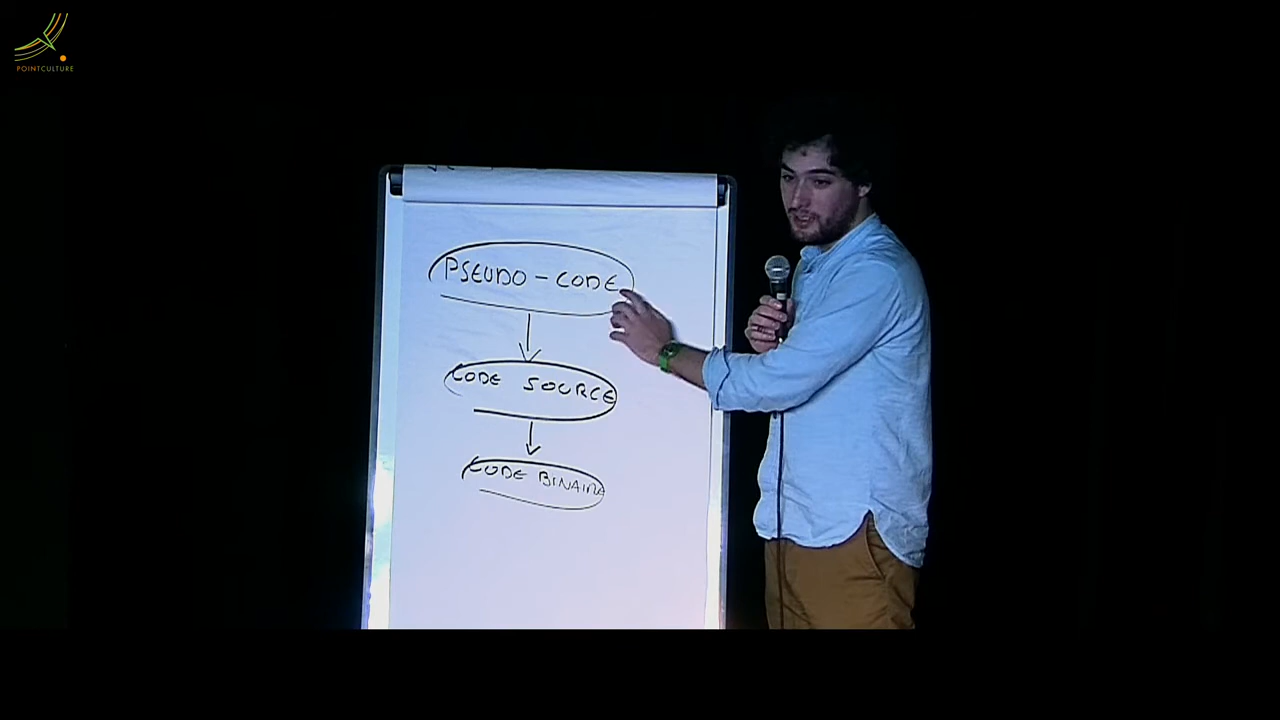 POINTCULTURE
PSEUDO - CODE
CODE SOURCE
CODE BINAIRE